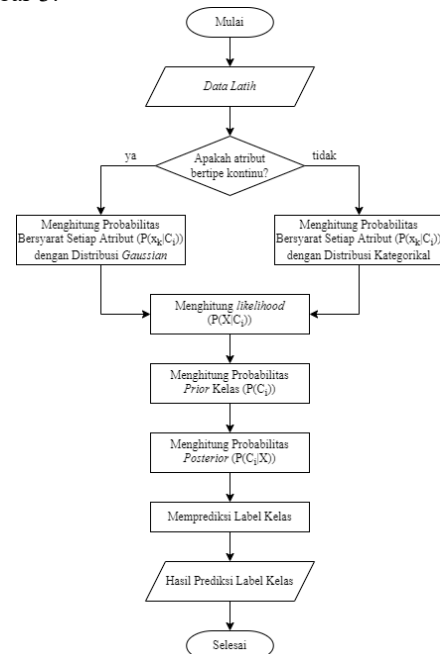 Mulai
Data Latih
Apakah atribut
bertipe kontinu?
ya
tidak
Menghitung Probabilitas
Bersyarat Setiap Atribut (P(xₖ|Cᵢ))
dengan Distribusi Gaussian
Menghitung Probabilitas
Bersyarat Setiap Atribut (P(xₖ|Cᵢ))
dengan Distribusi Kategorikal
Menghitung likelihood
(P(X|Cᵢ))
Menghitung Probabilitas
Prior Kelas (P(Cᵢ))
Menghitung Probabilitas
Posterior (P(Cᵢ|X))
Memprediksi Label Kelas
Hasil Prediksi Label Kelas
Selesai